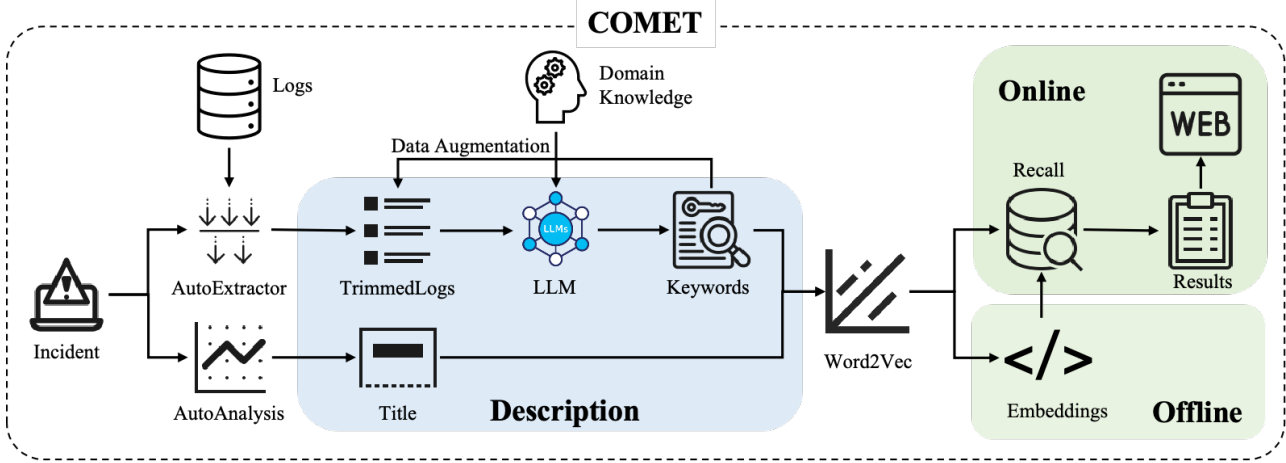 COMET
Logs
Domain
Knowledge
Data Augmentation
Online
WEB
Recall
LLMs
AutoExtractor
TrimmedLogs
LLM
Keywords
Results
Incident
Word2Vec
</>
AutoAnalysis
Title
Description
Embeddings
Offline